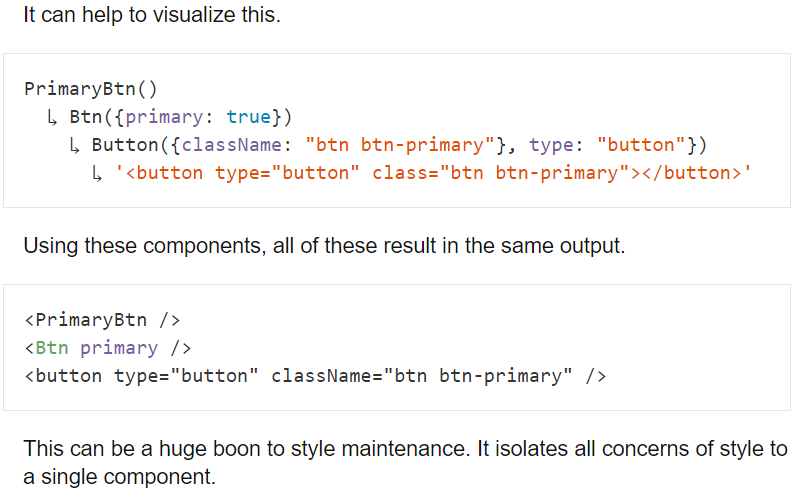 It can help to visualize this.
PrimaryBtn()
↳ Btn({primary: true})
↳ Button({className: "btn btn-primary"}, type: "button"})
↳ '<button type="button" class="btn btn-primary"></button>'
Using these components, all of these result in the same output.
<PrimaryBtn />
<Btn primary />
<button type="button" className="btn btn-primary" />
This can be a huge boon to style maintenance. It isolates all concerns of style to
a single component.